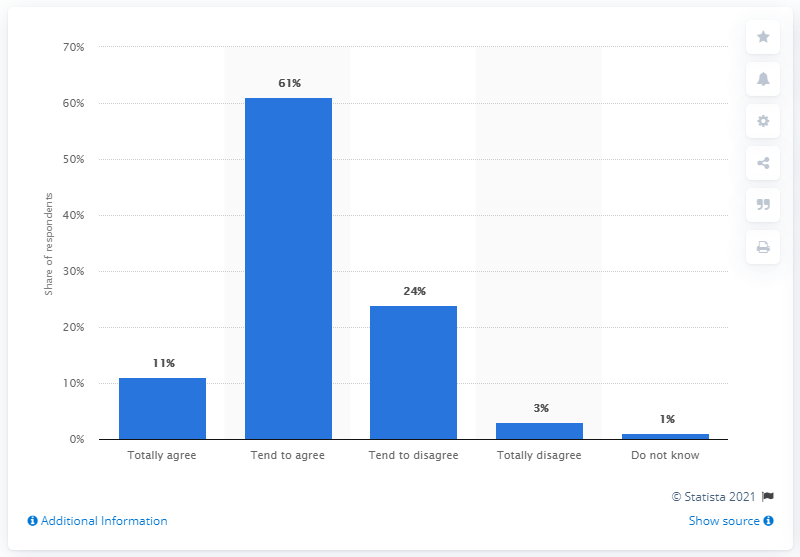 70%
60%
50%
40%
30%
20%
10%
0%
Share of respondents
11%
61%
24%
3%
1%
Totally agree
Tend to agree
Tend to disagree
Totally disagree
Do not know
© Statista 2021
Additional Information
Show source